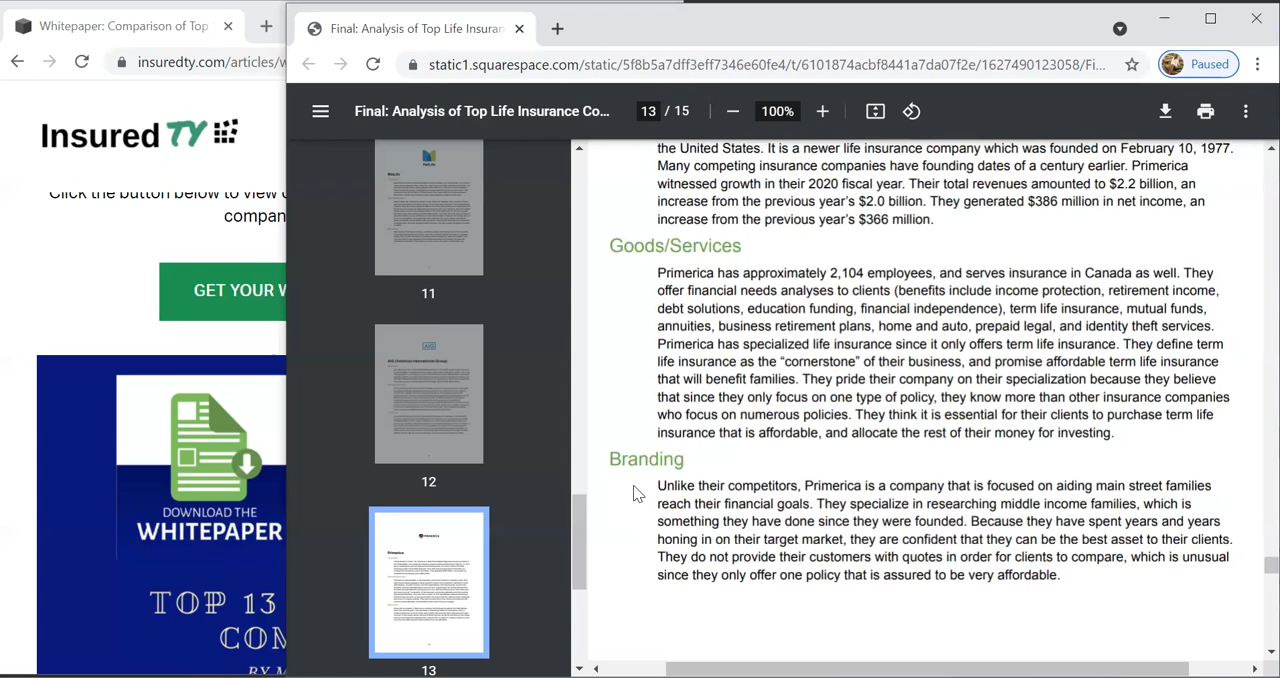 Whitepaper: Comparison of Top
insuredty.com/articles/w
Insured TY
Click the button below to view
compan
GET YOUR W
DOWNLOAD THE
WHITEPAPER
TOP 13
COM
BY M
Final: Analysis of Top Life Insuran
static1.squarespace.com/static/5f8b5a7dff3eff7346e60fe4/t/6101874acbf8441a7da07f2e/1627490123058/Fi...
Paused
Final: Analysis of Top Life Insurance Co...
13 / 15
100%
11
12
13
the United States. It is a newer life insurance company which was founded on February 10, 1977.
Many competing insurance companies have founding dates of a century earlier. Primerica
witnessed growth in their 2020 fiscal year. Their total revenues amounted to $2.2 billion, an
increase from the previous year's $2.0 billion. They generated $386 million in net income, an
increase from the previous year's $366 million.
Goods/Services
Primerica has approximately 2,104 employees, and serves insurance in Canada as well. They
offer financial needs analyses to clients (benefits include income protection, retirement income,
debt solutions, education funding, financial independence), term life insurance, mutual funds,
annuities, business retirement plans, home and auto, prepaid legal, and identity theft services.
Primerica has specialized life insurance since it only offers term life insurance. They define term
life insurance as the "cornerstone" of their business, and promise affordable term life insurance
that will benefit families. They pride their company on their specialization because they believe
that since they only focus on one type of policy, they know more than other insurance companies
who focus on numerous policies. They think it is essential for their clients to purchase term life
insurance that is affordable, and allocate the rest of their money for investing.
Branding
Unlike their competitors, Primerica is a company that is focused on aiding main street families
reach their financial goals. They specialize in researching middle income families, which is
something they have done since they were founded. Because they have spent years and years
honing in on their target market, they are confident that they can be the best asset to their clients.
They do not provide their customers with quotes in order for clients to compare, which is unusual
since they only offer one policy that is assured to be very affordable.